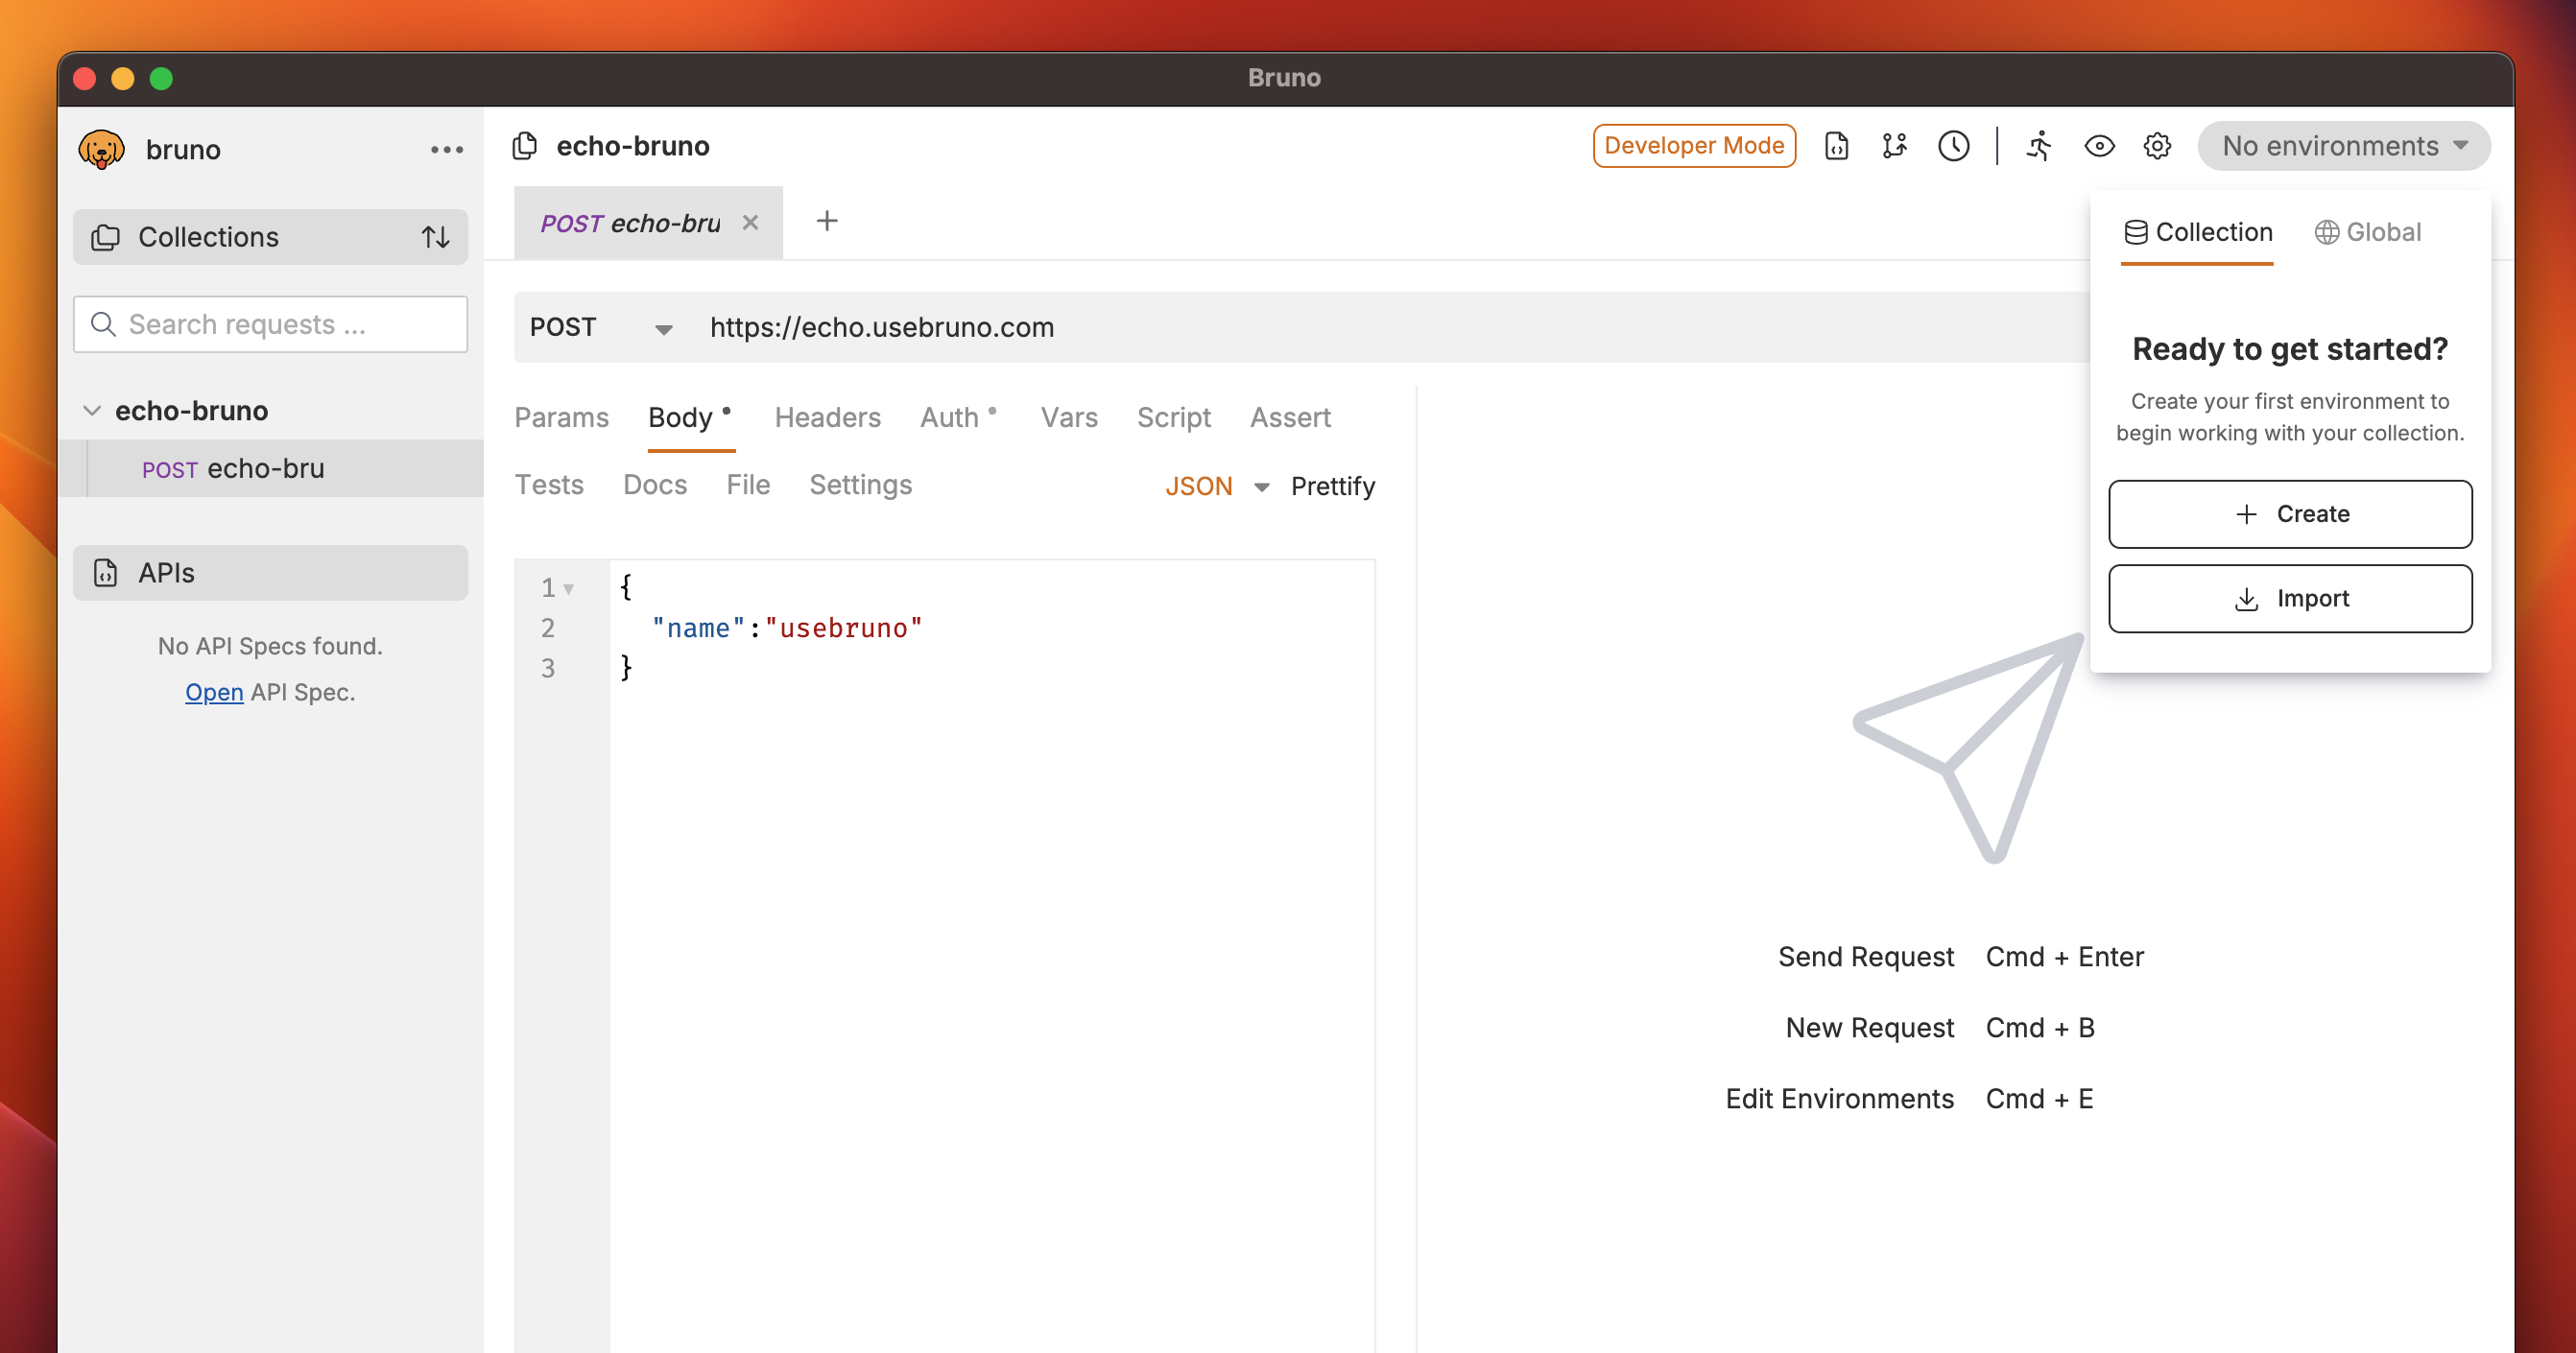 Bruno
bruno
echo-bruno
Developer Mode
No environments
Collections
POST echo-bru
Collection
Global
Search requests ...
POST
https://echo.usebruno.com
Ready to get started?
Create your first environment to
begin working with your collection.
echo-bruno
POST echo-bru
Params
Body
Headers
Auth
Vars
Script
Assert
Tests
Docs
File
Settings
JSON
Prettify
Create
Import
APIs
No API Specs found.
Open API Spec.
1 {
2 "name":"usebruno"
3 }
Send Request Cmd + Enter
New Request Cmd + B
Edit Environments Cmd + E